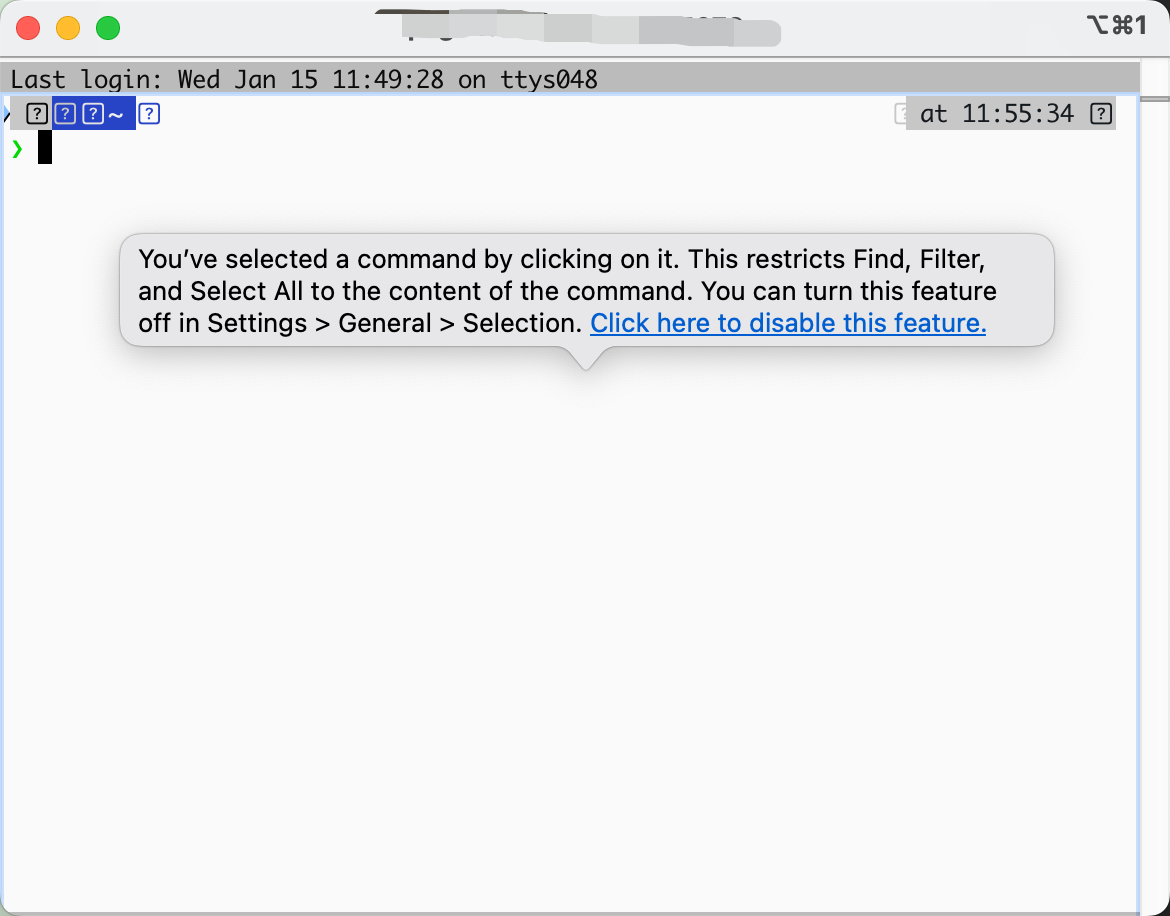 ⌥⌘1
Last login: Wed Jan 15 11:49:28 on ttys048
~
at 11:55:34
❯
You've selected a command by clicking on it. This restricts Find, Filter,
and Select All to the content of the command. You can turn this feature
off in Settings > General > Selection. Click here to disable this feature.